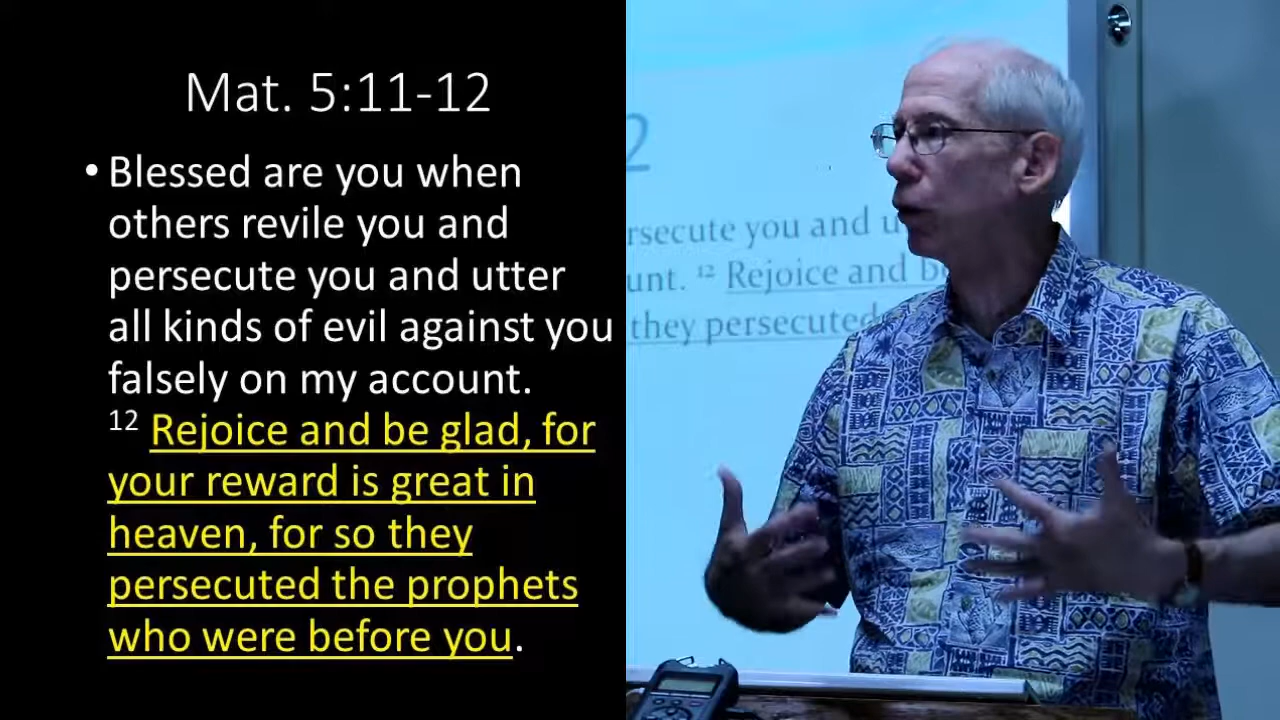 Mat. 5:11-12
• Blessed are you when
others revile you and
persecute you and utter
all kinds of evil against you
falsely on my account.
12 Rejoice and be glad, for
your reward is great in
heaven, for so they
persecuted the prophets
who were before you.
2
rsecute you and u
unt. 12 Rejoice and be
they persecuted